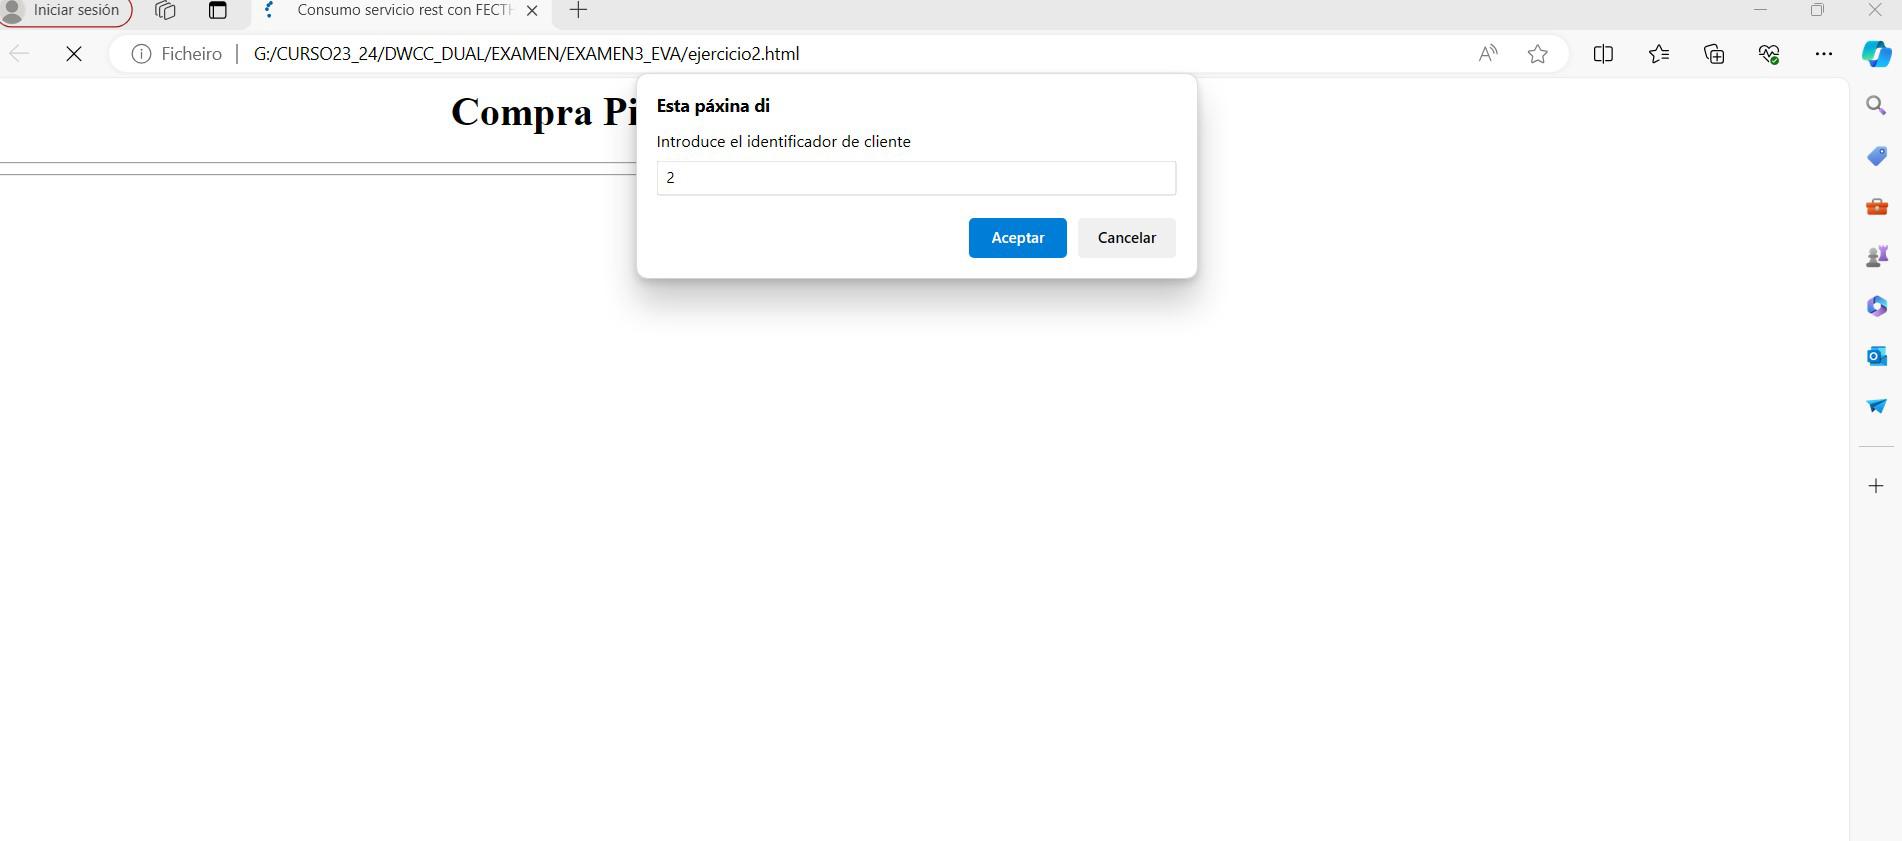 Iniciar sesión
Consumo servicio rest con FECTH
Ficheiro
G:/CURSO23_24/DWCC_DUAL/EXAMEN/EXAMEN3_EVA/ejercicio2.html
Compra Pi
Esta páxina di
Introduce el identificador de cliente
2
Aceptar
Cancelar